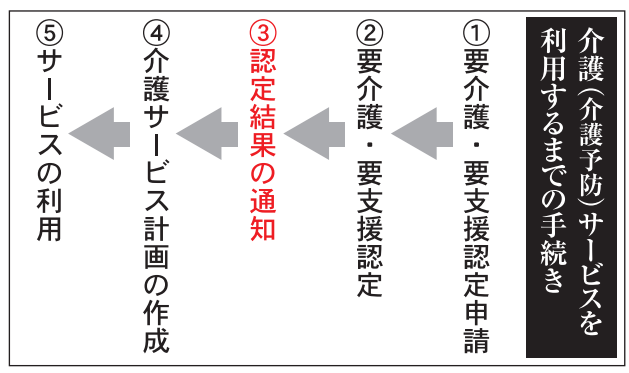 介護(介護予防)サービスを
利用するまでの手続き
①要介護・要支援認定申請
②要介護・要支援認定
③認定結果の通知
④介護サービス計画の作成
⑤サービスの利用